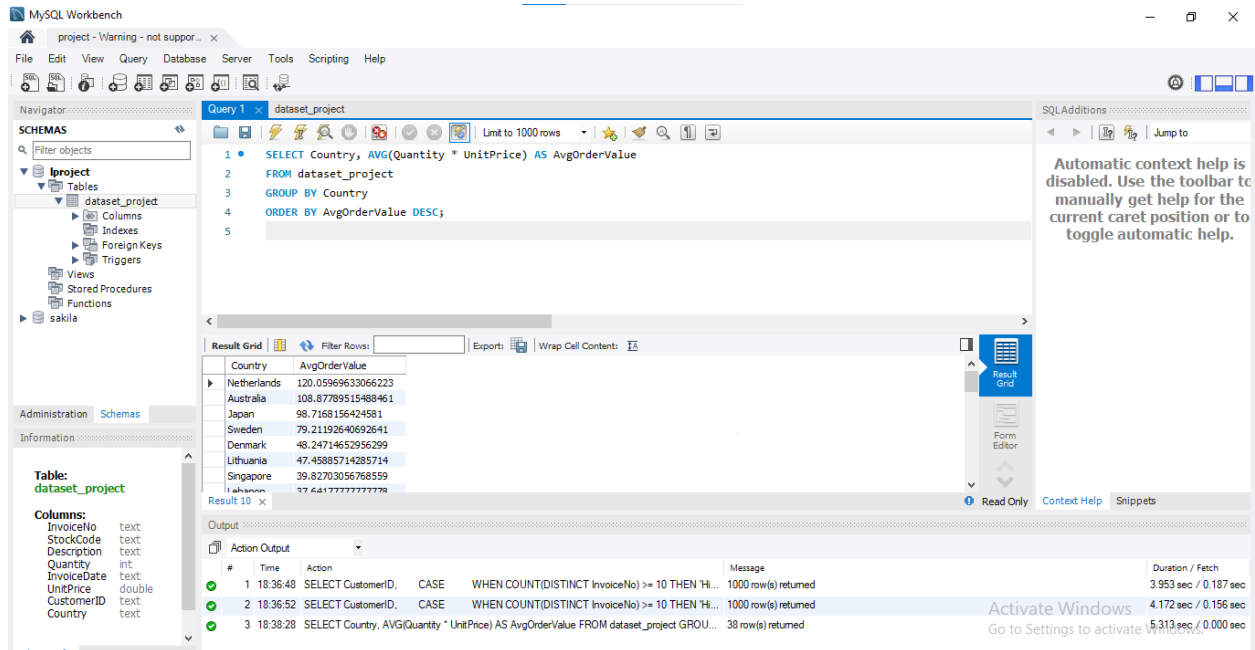 MySQL Workbench
project - Warning - not suppor...
File Edit View Query Database Server Tools Scripting Help
Navigator
SCHEMAS
Filter objects
lproject
Tables
dataset_project
Columns
Indexes
Foreign Keys
Triggers
Views
Stored Procedures
Functions
sakila
Administration Schemas
Information
Table:
dataset_project
Columns:
InvoiceNo text
StockCode text
Description text
Quantity int
InvoiceDate text
UnitPrice double
CustomerID text
Country text
Query 1 dataset_project
Limit to 1000 rows
1 SELECT Country, AVG(Quantity * UnitPrice) AS AvgOrderValue
2 FROM dataset_project
3 GROUP BY Country
4 ORDER BY AvgOrderValue DESC;
5
Result Grid Filter Rows: Export: Wrap Cell Content:
Country AvgOrderValue
Netherlands 120.05969633066223
Australia 108.87789515488461
Japan 98.7168156424581
Sweden 79.21192640692641
Denmark 48.24714652956299
Lithuania 47.45885714285714
Singapore 39.82703056768559
Lebanon 37.64177777777778
Result Grid
Form Editor
Result 10
Read Only
SQLAdditions
Jump to
Automatic context help is
disabled. Use the toolbar to
manually get help for the
current caret position or to
toggle automatic help.
Context Help Snippets
Output
Action Output
# Time Action Message Duration / Fetch
1 18:36:48 SELECT CustomerID, CASE WHEN COUNT(DISTINCT InvoiceNo) >= 10 THEN 'Hi... 1000 row(s) returned 3.953 sec / 0.187 sec
2 18:36:52 SELECT CustomerID, CASE WHEN COUNT(DISTINCT InvoiceNo) >= 10 THEN 'Hi... 1000 row(s) returned 4.172 sec / 0.156 sec
3 18:38:28 SELECT Country, AVG(Quantity * UnitPrice) AS AvgOrderValue FROM dataset_project GROU... 38 row(s) returned 5.313 sec / 0.000 sec
Activate Windows
Go to Settings to activate Windows.